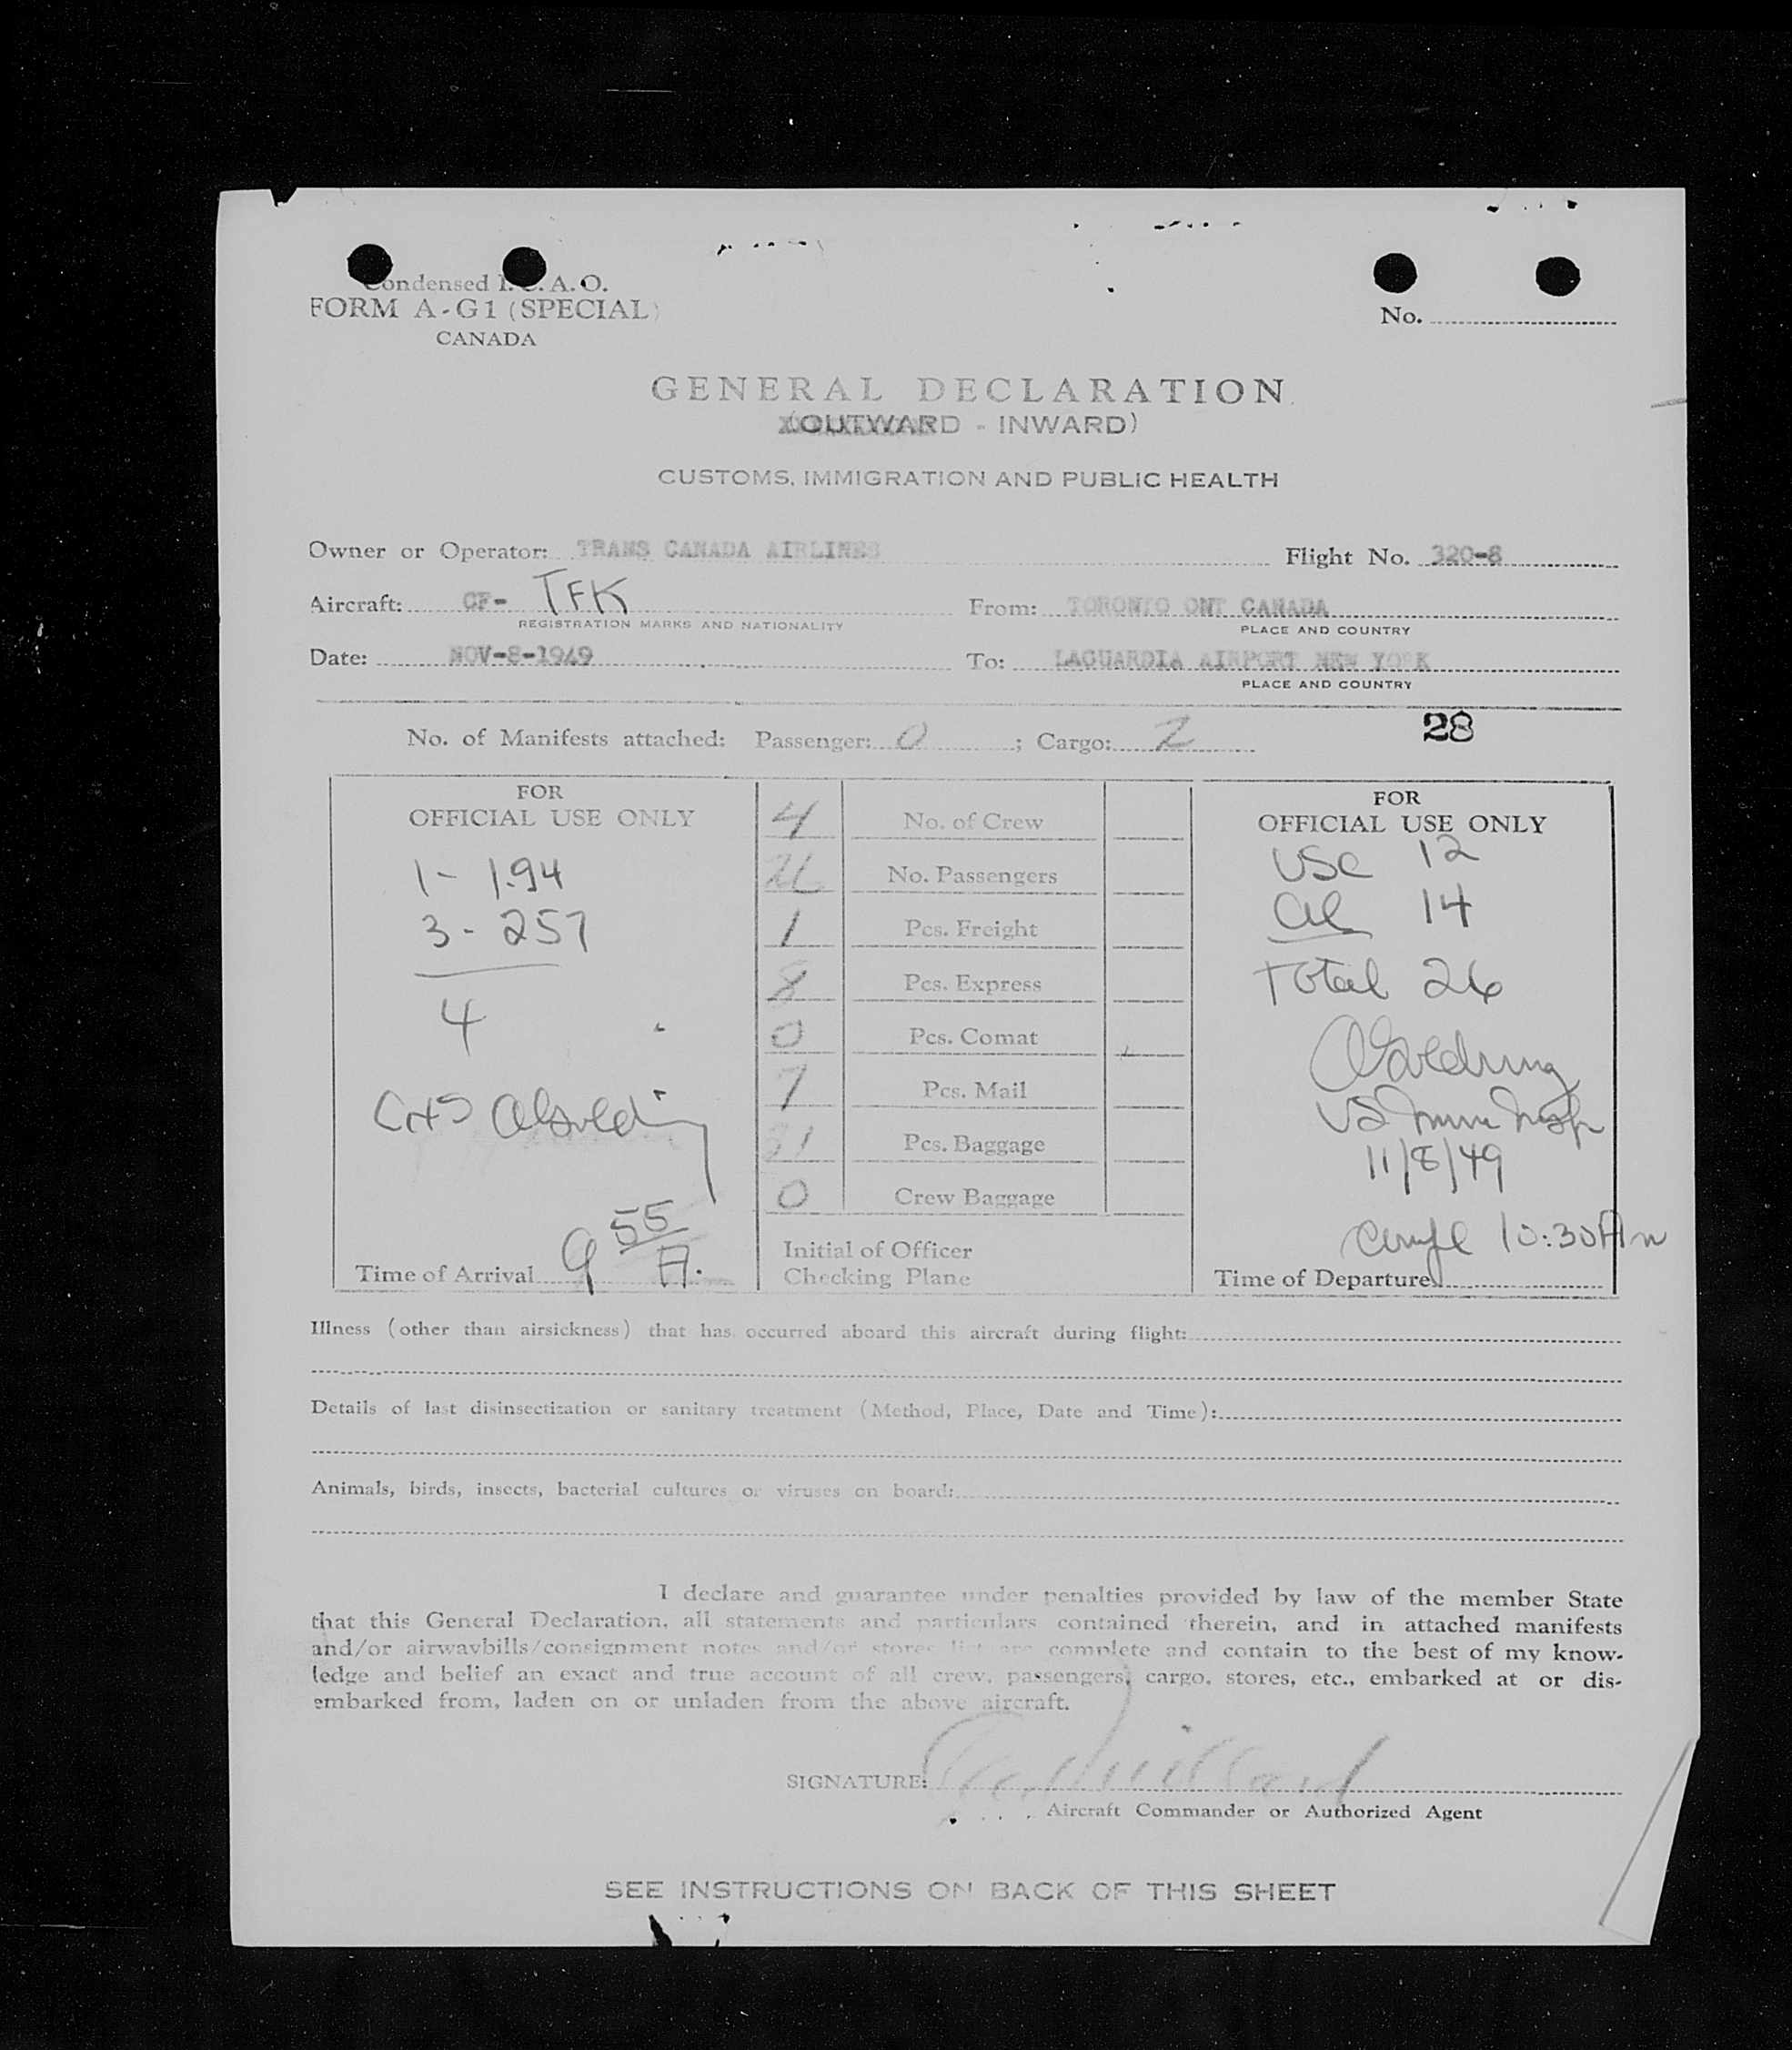 Condensed I.C.A.O.
FORM A-G1 (SPECIAL)
CANADA
No.
GENERAL DECLARATION
(OUTWARD - INWARD)
CUSTOMS, IMMIGRATION AND PUBLIC HEALTH
Owner or Operator: TRANS CANADA AIRLINES Flight No. 320-8
Aircraft: CF- TFK From: TORONTO ONT CANADA
REGISTRATION MARKS AND NATIONALITY PLACE AND COUNTRY
Date: NOV-8-1949 To: LAGUARDIA AIRPORT NEW YORK
PLACE AND COUNTRY
No. of Manifests attached: Passenger: 0 ; Cargo: 2 28
FOR
OFFICIAL USE ONLY
1- 1.94
3- 257
4
Time of Arrival 9 55 A.
4 No. of Crew
26 No. Passengers
1 Pcs. Freight
8 Pcs. Express
0 Pcs. Comat
7 Pcs. Mail
31 Pcs. Baggage
0 Crew Baggage
Initial of Officer
Checking Plane
FOR
OFFICIAL USE ONLY
USC 12
al 14
Total 26
US Imm Insp
11/8/49
10:30 AM
Time of Departure
Illness (other than airsickness) that has occurred aboard this aircraft during flight:
Details of last disinsectization or sanitary treatment (Method, Place, Date and Time):
Animals, birds, insects, bacterial cultures or viruses on board:
I declare and guarantee under penalties provided by law of the member State
that this General Declaration, all statements and particulars contained therein, and in attached manifests
and/or airwaybills/consignment notes and/or stores list are complete and contain to the best of my know-
ledge and belief an exact and true account of all crew, passengers, cargo, stores, etc., embarked at or dis-
embarked from, laden on or unladen from the above aircraft.
SIGNATURE:
Aircraft Commander or Authorized Agent
SEE INSTRUCTIONS ON BACK OF THIS SHEET